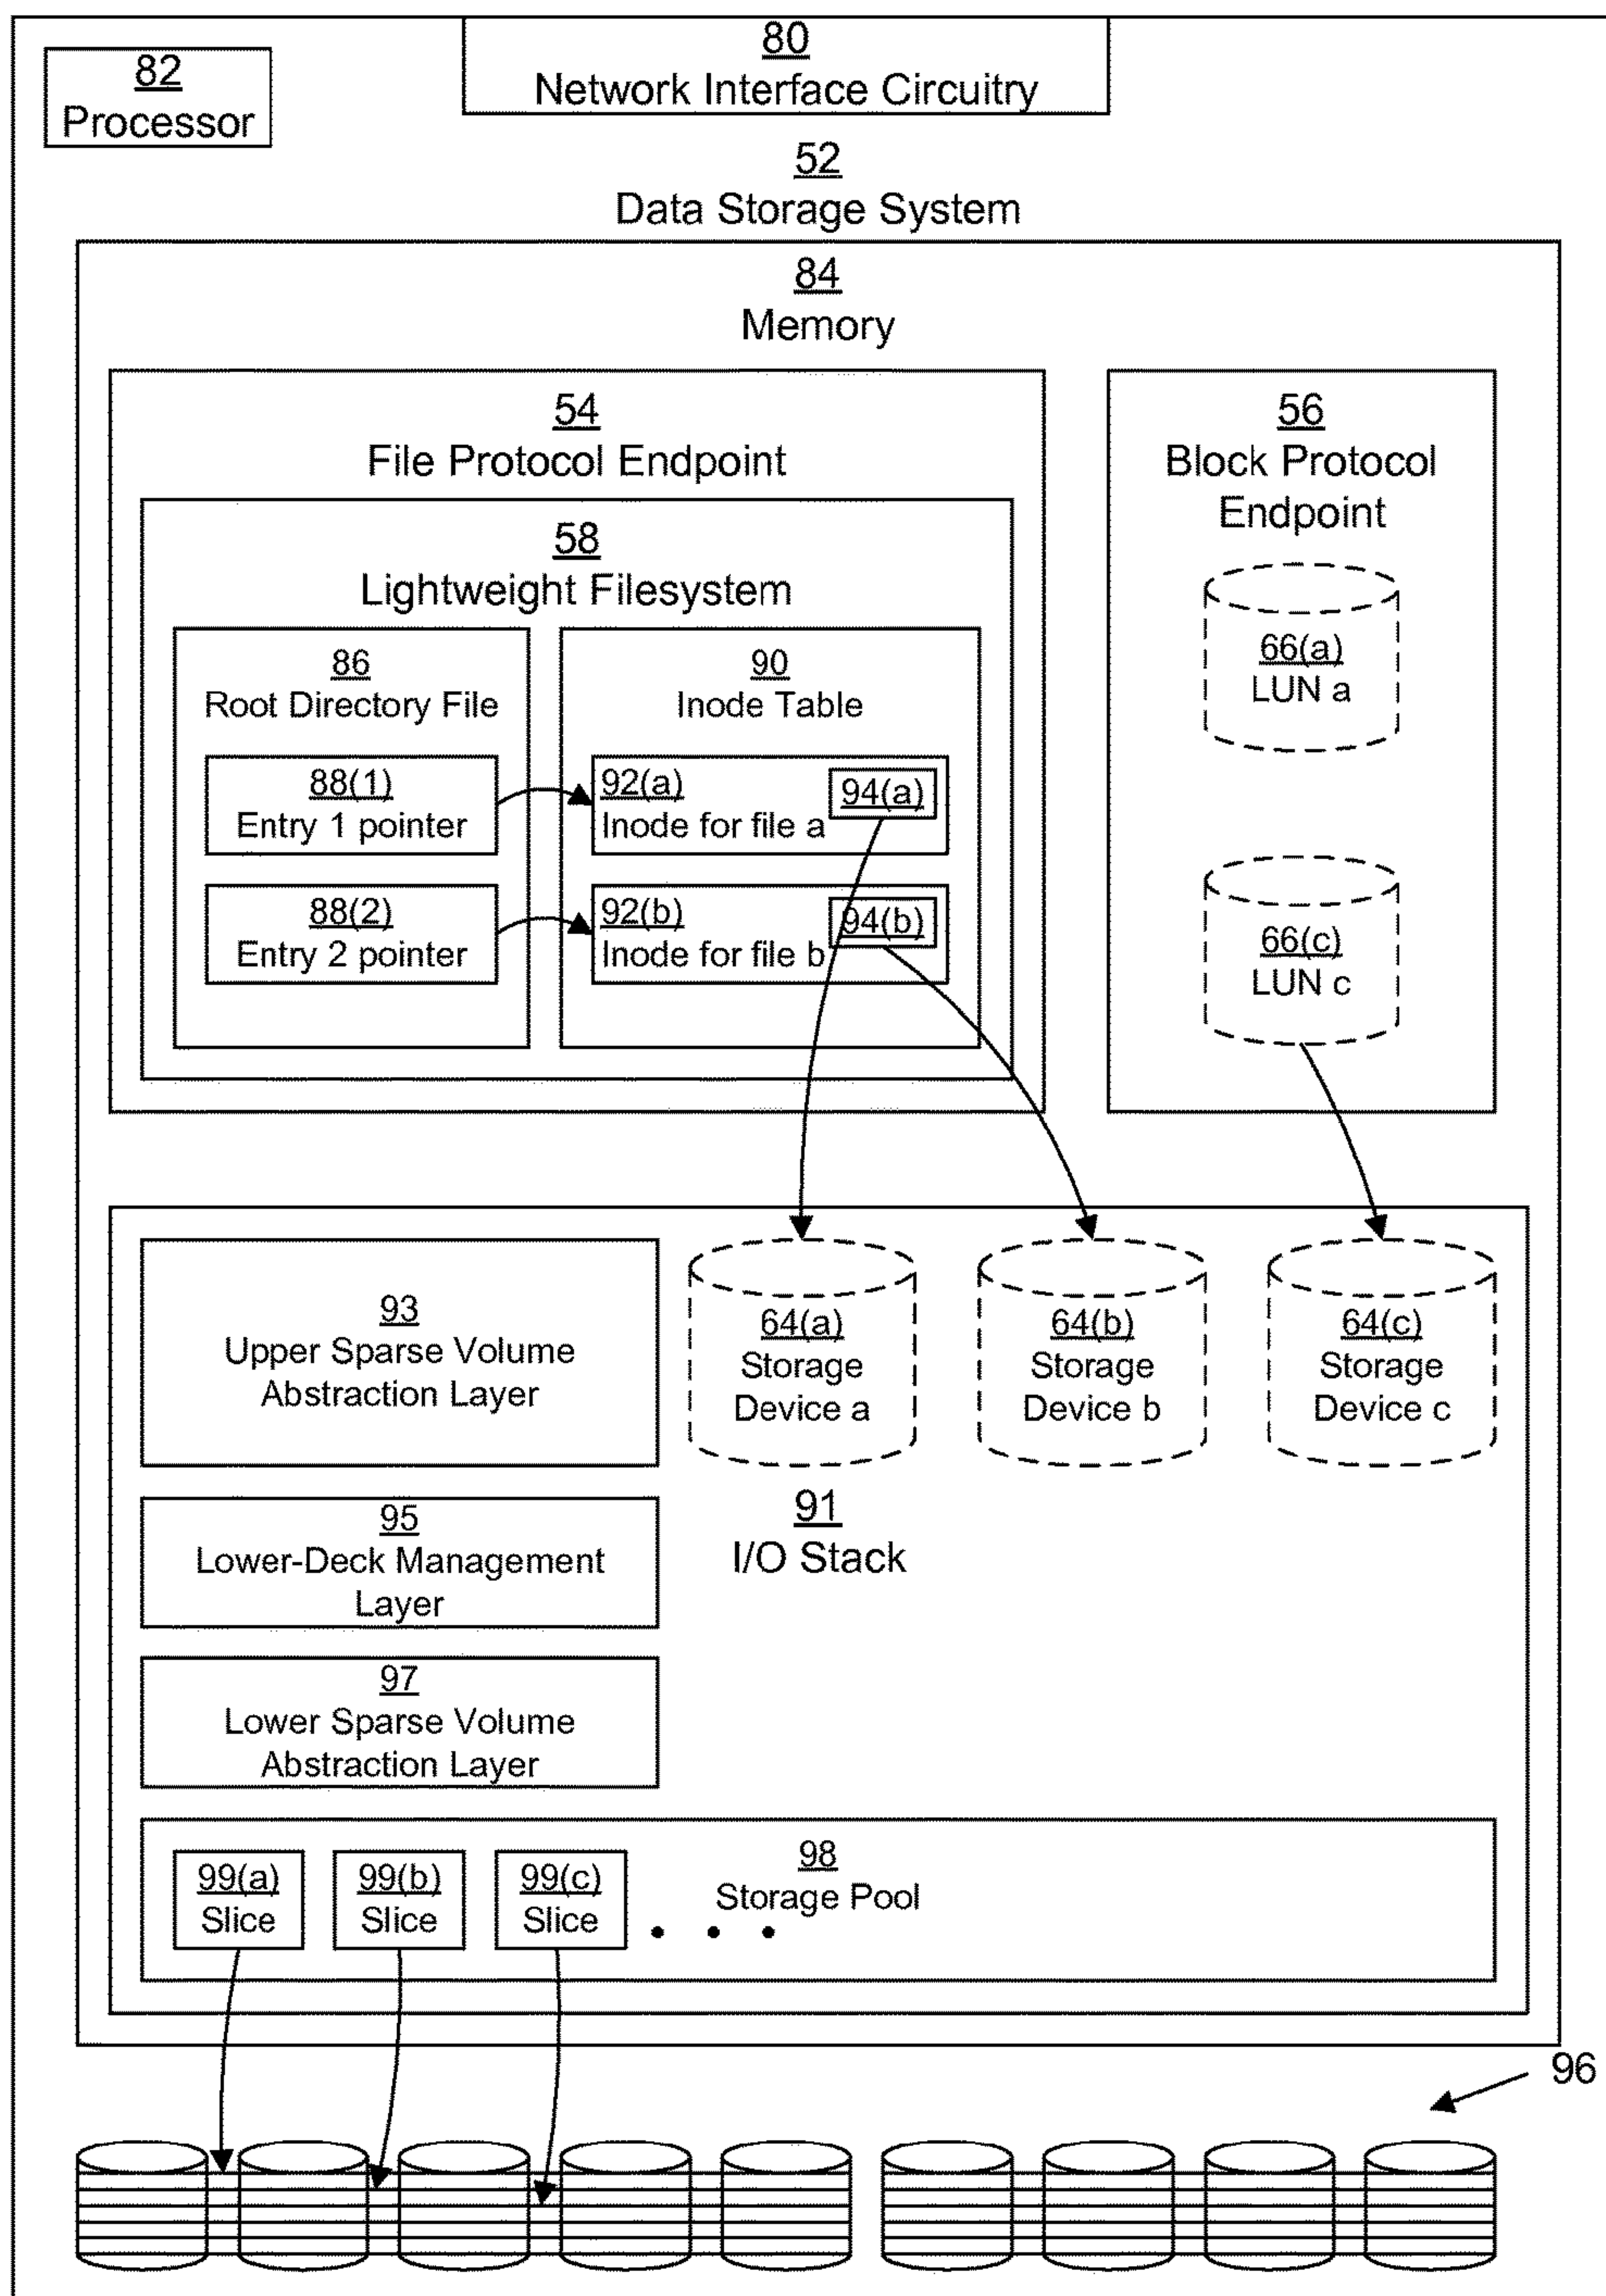 80
Network Interface Circuitry
82
Processor
52
Data Storage System
84
Memory
54
File Protocol Endpoint
58
Lightweight Filesystem
86
Root Directory File
88(1)
Entry 1 pointer
88(2)
Entry 2 pointer
90
Inode Table
92(a)
Inode for file a
94(a)
92(b)
Inode for file b
94(b)
56
Block Protocol
Endpoint
66(a)
LUN a
66(c)
LUN c
93
Upper Sparse Volume
Abstraction Layer
64(a)
Storage
Device a
64(b)
Storage
Device b
64(c)
Storage
Device c
95
Lower-Deck Management
Layer
91
I/O Stack
97
Lower Sparse Volume
Abstraction Layer
98
Storage Pool
99(a)
Slice
99(b)
Slice
99(c)
Slice
• • •
96